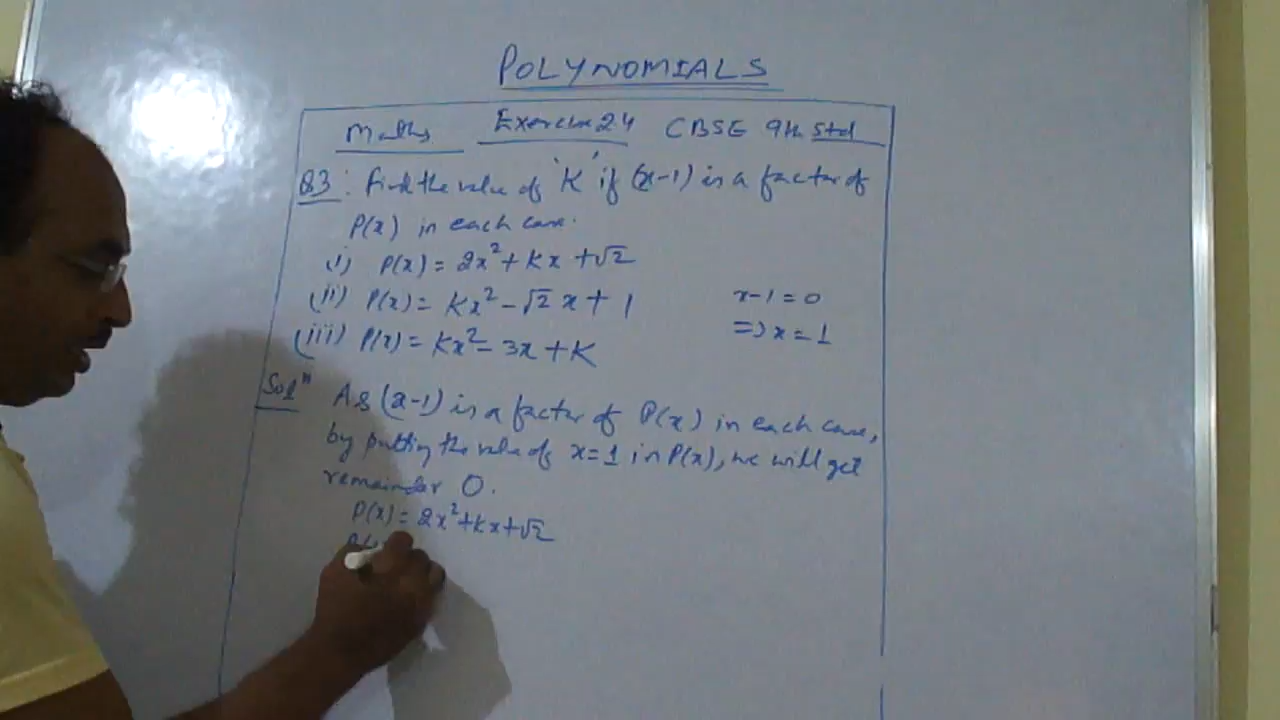 POLYNOMIALS
Maths Exercise 2.4 CBSE 9th Std
Q3: Find the value of 'K' if (x-1) is a factor of
P(x) in each case.
(i) P(x) = 2x² + Kx + √2
(ii) P(x) = Kx² - √2 x + 1
(iii) P(x) = Kx² - 3x + K
x-1 = 0
=> x = 1
Solⁿ As (x-1) is a factor of P(x) in each case,
by putting the value of x=1 in P(x), we will get
remainder 0.
P(x) = 2x² + Kx + √2